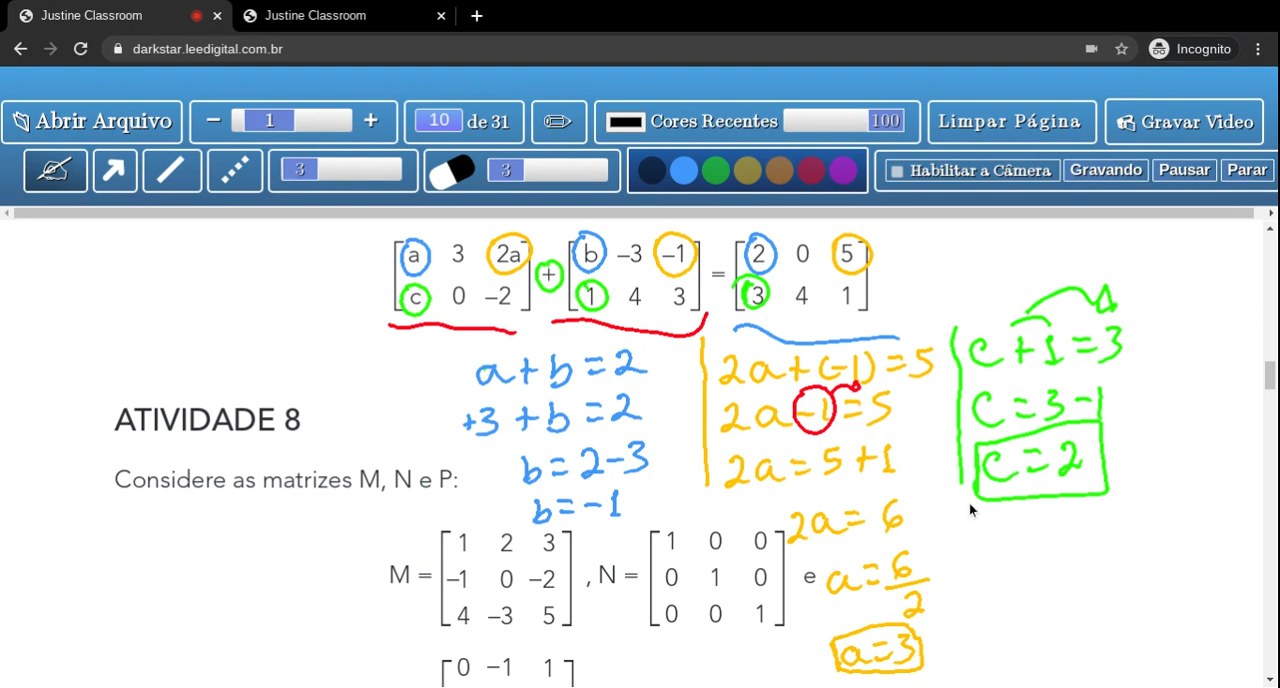 Justine Classroom
Justine Classroom
darkstar.leedigital.com.br
Incognito
Abrir Arquivo
− 1 +
10 de 31
Cores Recentes 100
Limpar Página
Gravar Video
3
3
Habilitar a Câmera Gravando Pausar Parar
a 3 2a + b −3 −1 = 2 0 5
c 0 −2 1 4 3 3 4 1
a+b=2
+3+b=2
b=2-3
b=-1
2a+(-1)=5
2a-1=5
2a=5+1
2a=6
a=6/2
a=3
c+1=3
c=3-1
c=2
ATIVIDADE 8
Considere as matrizes M, N e P:
1 2 3 1 0 0
M = −1 0 −2 , N = 0 1 0 e
4 −3 5 0 0 1
0 −1 1